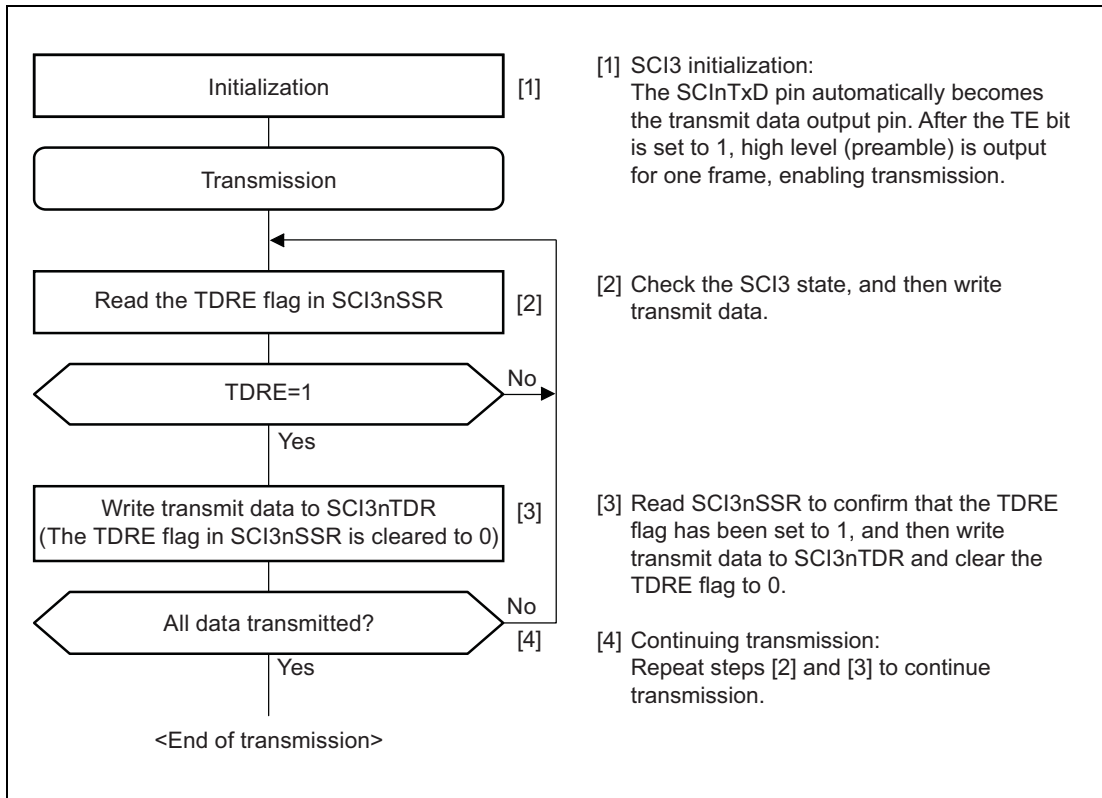 Initialization
[1]
Transmission
Read the TDRE flag in SCI3nSSR
[2]
TDRE=1
No
Yes
Write transmit data to SCI3nTDR
(The TDRE flag in SCI3nSSR is cleared to 0)
[3]
All data transmitted?
No
[4]
Yes
<End of transmission>
[1] SCI3 initialization:
The SCInTxD pin automatically becomes
the transmit data output pin. After the TE bit
is set to 1, high level (preamble) is output
for one frame, enabling transmission.
[2] Check the SCI3 state, and then write
transmit data.
[3] Read SCI3nSSR to confirm that the TDRE
flag has been set to 1, and then write
transmit data to SCI3nTDR and clear the
TDRE flag to 0.
[4] Continuing transmission:
Repeat steps [2] and [3] to continue
transmission.